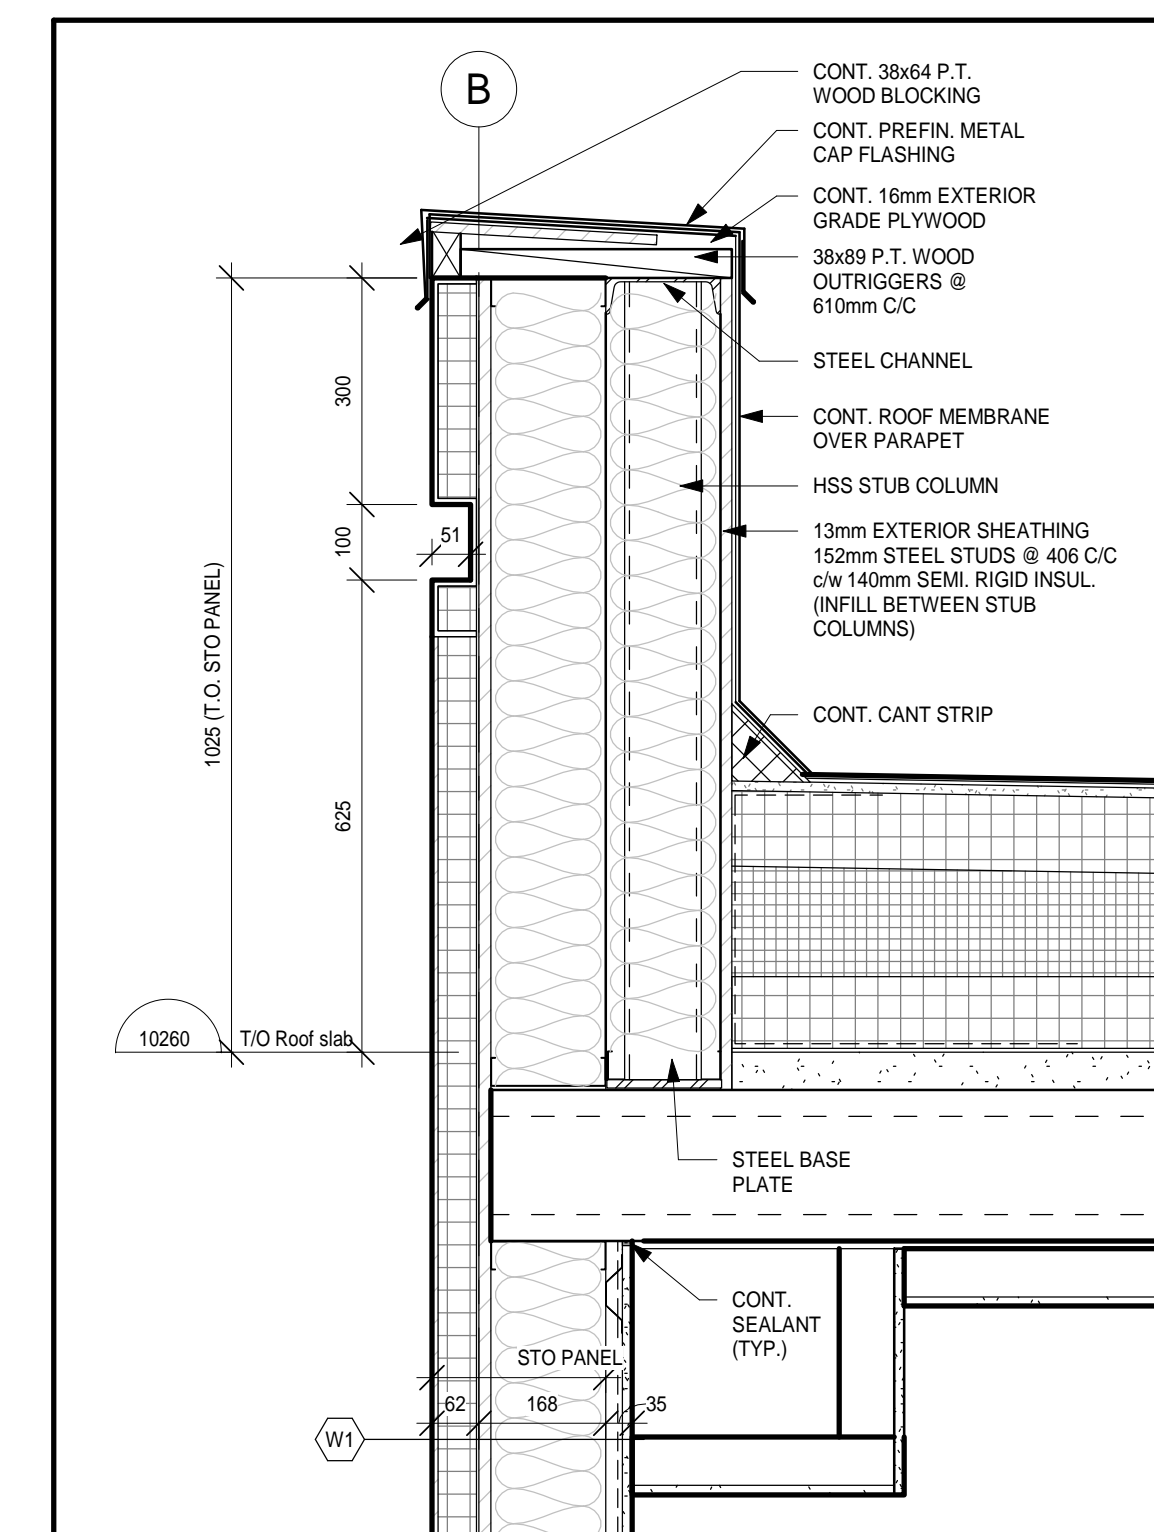 B
CONT. 38x64 P.T.
WOOD BLOCKING
CONT. PREFIN. METAL
CAP FLASHING
CONT. 16mm EXTERIOR
GRADE PLYWOOD
38x89 P.T. WOOD
OUTRIGGERS @
610mm C/C
STEEL CHANNEL
CONT. ROOF MEMBRANE
OVER PARAPET
HSS STUB COLUMN
13mm EXTERIOR SHEATHING
152mm STEEL STUDS @ 406 C/C
c/w 140mm SEMI. RIGID INSUL.
(INFILL BETWEEN STUB
COLUMNS)
CONT. CANT STRIP
300
100
51
1025 (T.O. STO PANEL)
625
10260
T/O Roof slab
STEEL BASE
PLATE
CONT.
SEALANT
(TYP.)
STO PANEL
62
168
35
W1